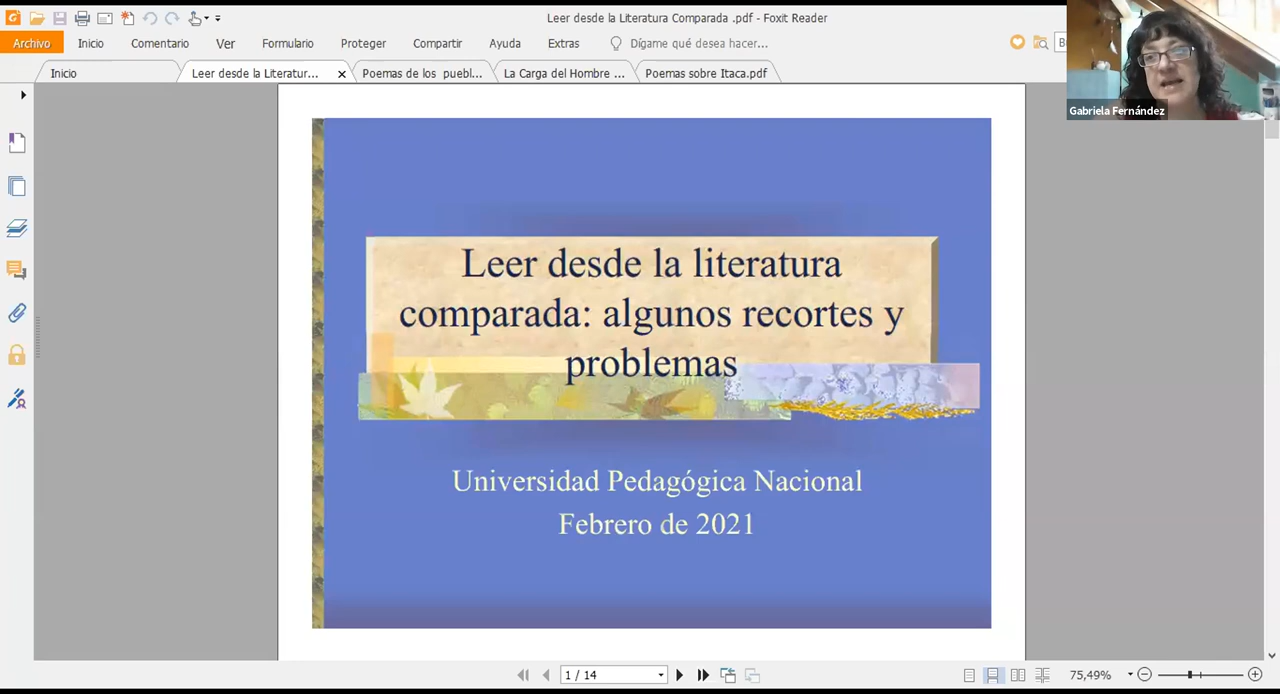 Leer desde la Literatura Comparada .pdf - Foxit Reader
Archivo Inicio Comentario Ver Formulario Proteger Compartir Ayuda Extras Dígame qué desea hacer...
Inicio Leer desde la Literatur... Poemas de los puebl... La Carga del Hombre ... Poemas sobre Itaca.pdf
Gabriela Fernández
Leer desde la literatura
comparada: algunos recortes y
problemas
Universidad Pedagógica Nacional
Febrero de 2021
1 / 14
75,49%